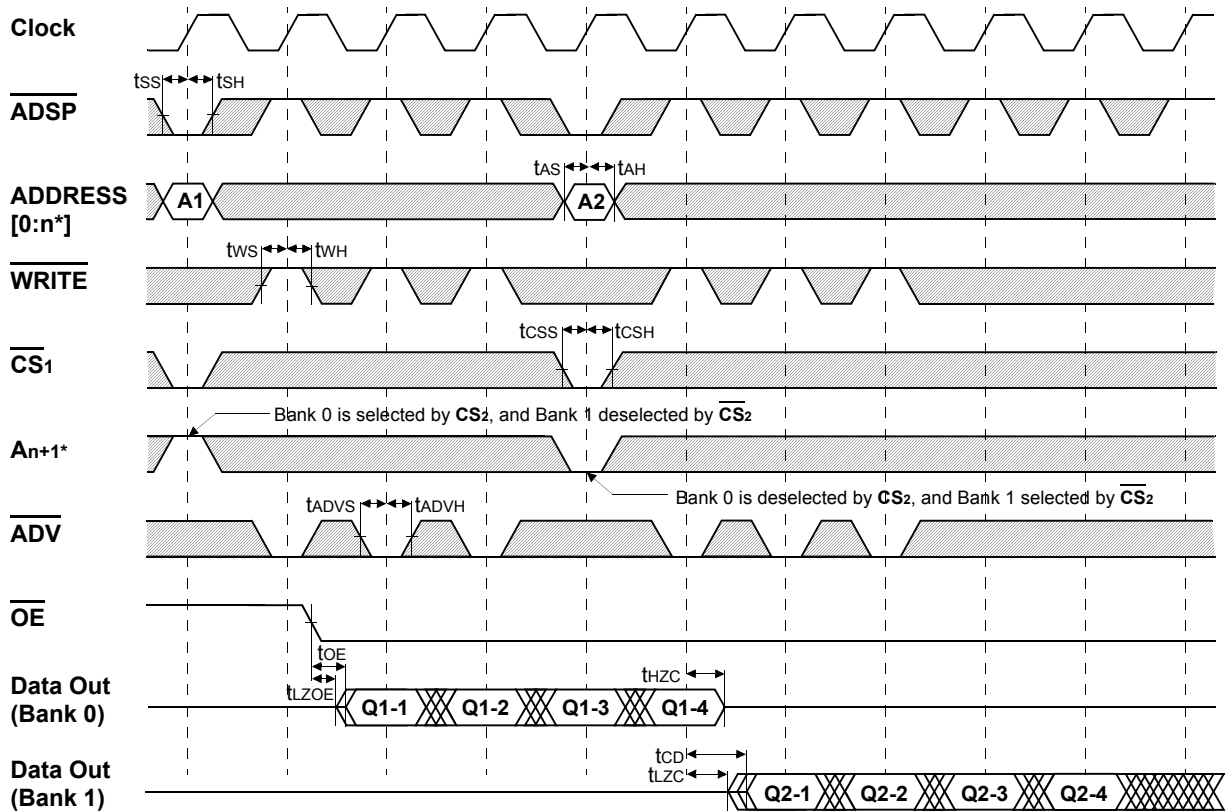 Clock
tSS tSH
ADSP
tAS tAH
ADDRESS
[0:n*]
A1 A2
tWS tWH
WRITE
tCSS tCSH
CS1
Bank 0 is selected by CS2, and Bank 1 deselected by CS2
An+1*
Bank 0 is deselected by CS2, and Bank 1 selected by CS2
tADVS tADVH
ADV
OE
tOE
tLZOE
tHZC
Data Out
(Bank 0)
Q1-1 Q1-2 Q1-3 Q1-4
tCD
tLZC
Data Out
(Bank 1)
Q2-1 Q2-2 Q2-3 Q2-4